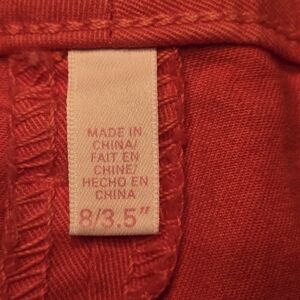 MADE IN
CHINA/
FAIT EN
CHINE/
HECHO EN
CHINA
8/3.5"